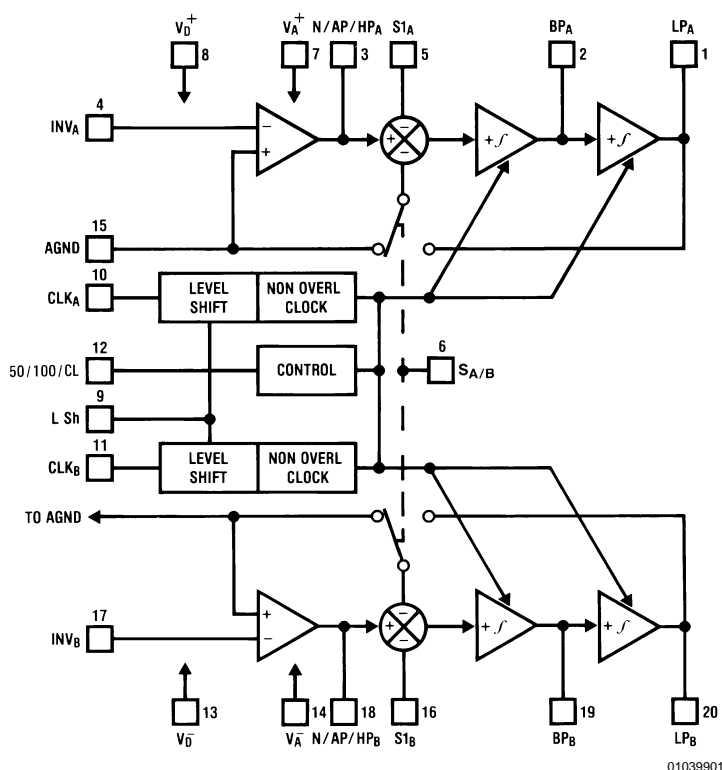 V_D^+ V_A^+ N/AP/HP_A S1_A BP_A LP_A
8 7 3 5 2 1
4
INV_A
− + + − − +∫ +∫
15
AGND
10
CLK_A LEVEL SHIFT NON OVERL CLOCK
12
50/100/CL CONTROL 6 S_A/B
9
L Sh
11
CLK_B LEVEL SHIFT NON OVERL CLOCK
TO AGND
17
INV_B
+ − + − − +∫ +∫
13 14 18 16 19 20
V_D^- V_A^- N/AP/HP_B S1_B BP_B LP_B
01039901